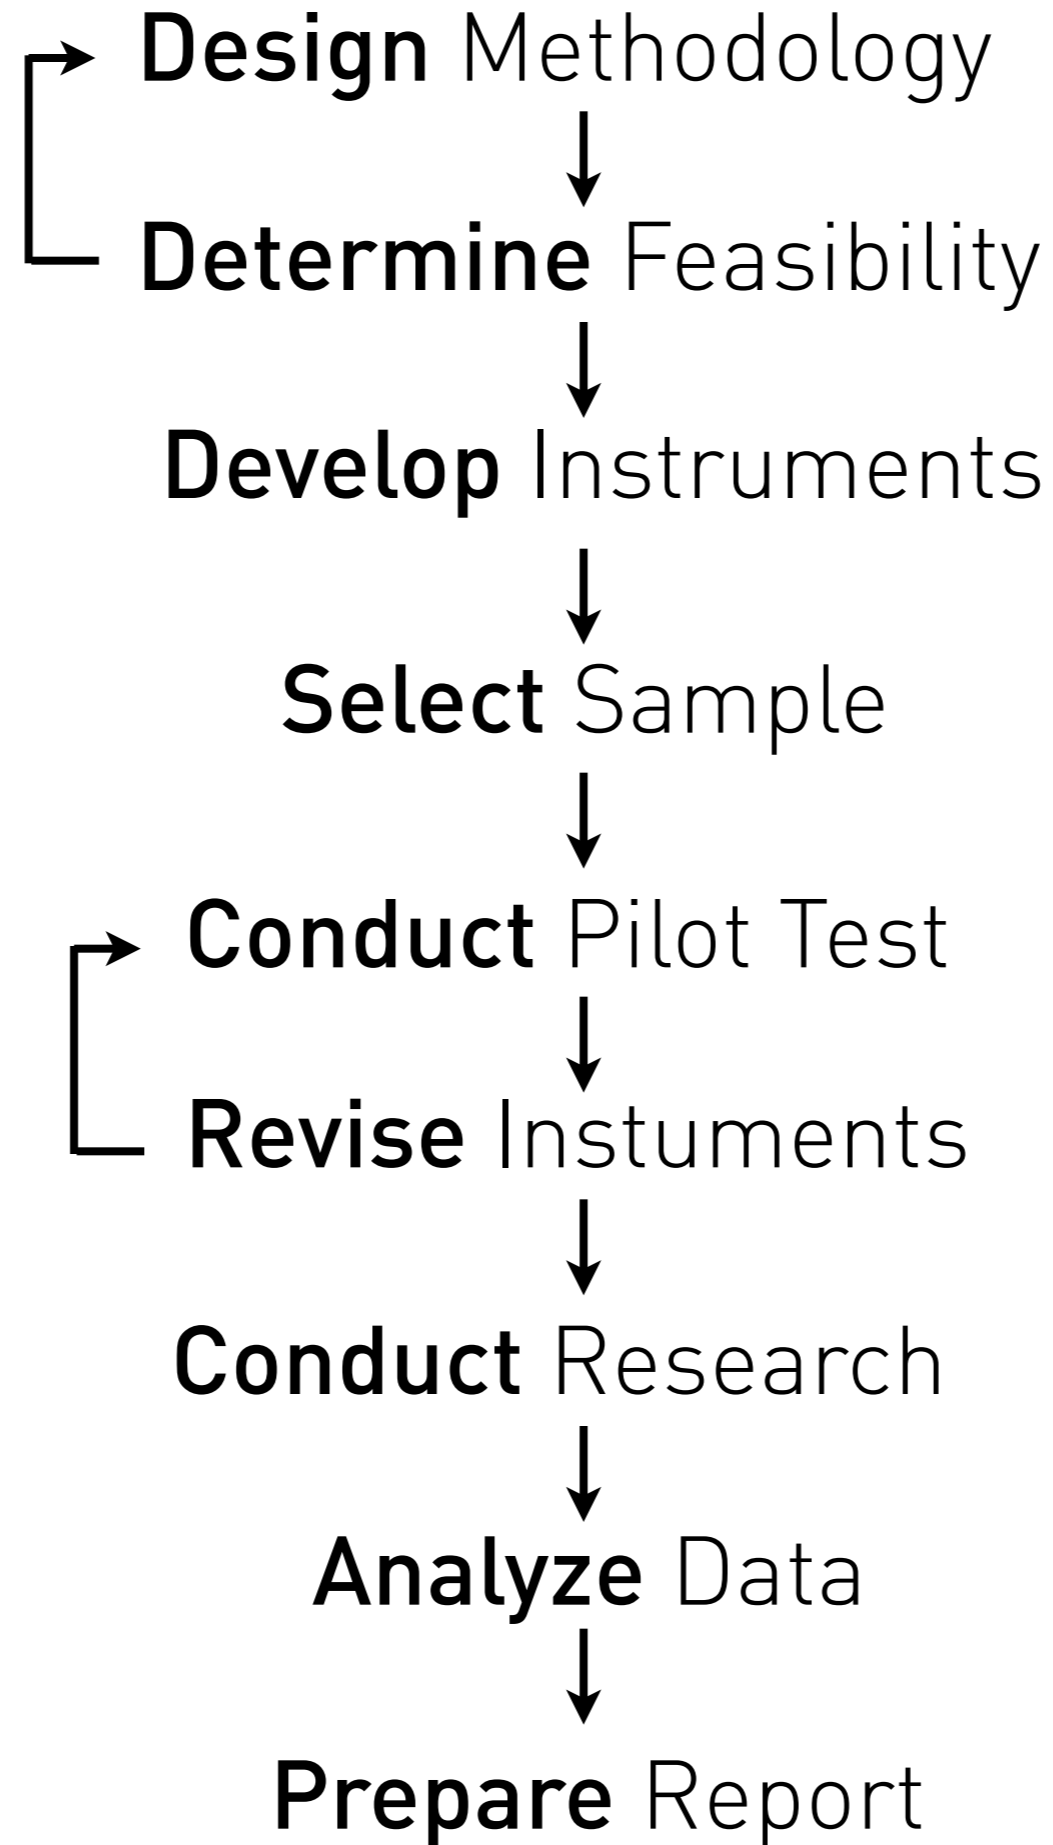 Design Methodology
Determine Feasibility
Develop Instruments
Select Sample
Conduct Pilot Test
Revise Instuments
Conduct Research
Analyze Data
Prepare Report